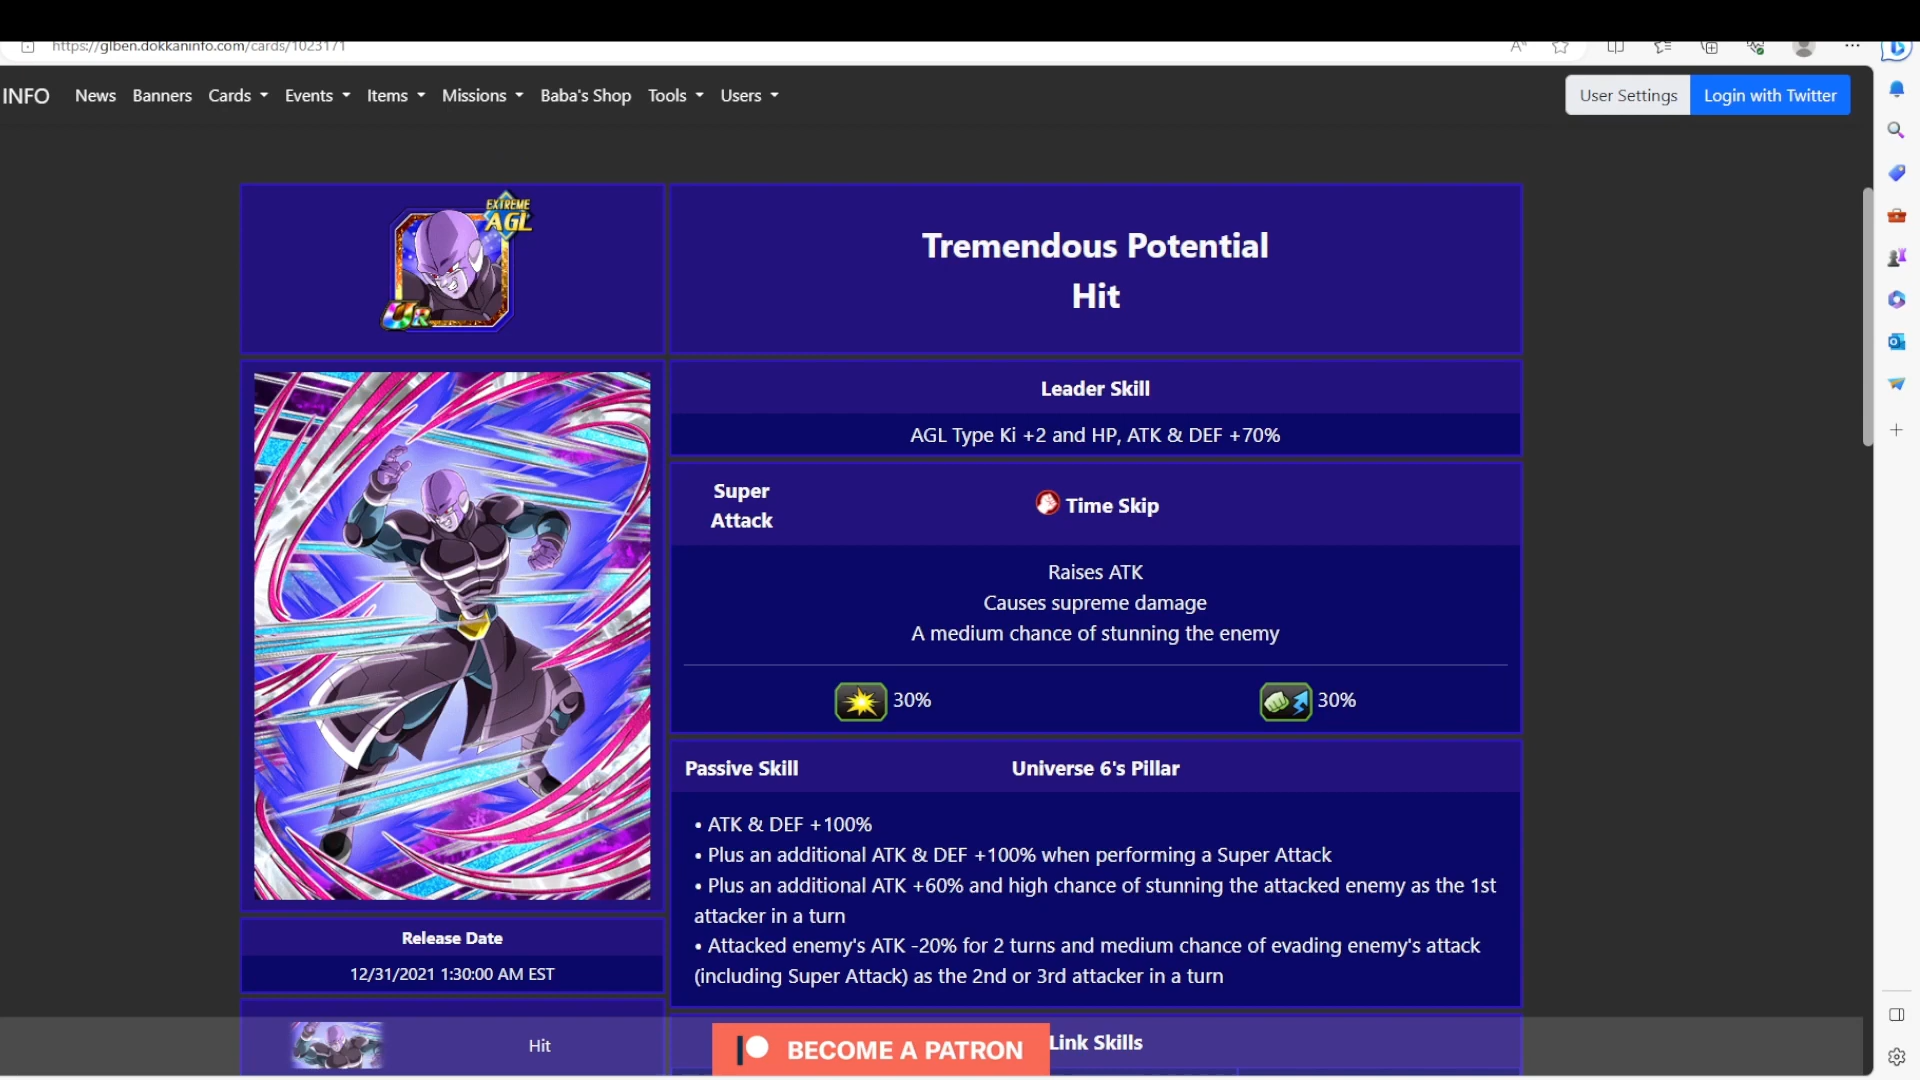 https://glben.dokkaninfo.com/cards/1023171
INFO News Banners Cards Events Items Missions Baba's Shop Tools Users User Settings Login with Twitter
EXTREME
AGL
UR
Tremendous Potential
Hit
Leader Skill
AGL Type Ki +2 and HP, ATK & DEF +70%
Super
Attack
Time Skip
Raises ATK
Causes supreme damage
A medium chance of stunning the enemy
30% 30%
Passive Skill Universe 6's Pillar
• ATK & DEF +100%
• Plus an additional ATK & DEF +100% when performing a Super Attack
• Plus an additional ATK +60% and high chance of stunning the attacked enemy as the 1st
attacker in a turn
• Attacked enemy's ATK -20% for 2 turns and medium chance of evading enemy's attack
(including Super Attack) as the 2nd or 3rd attacker in a turn
Release Date
12/31/2021 1:30:00 AM EST
Hit
BECOME A PATRON
Link Skills